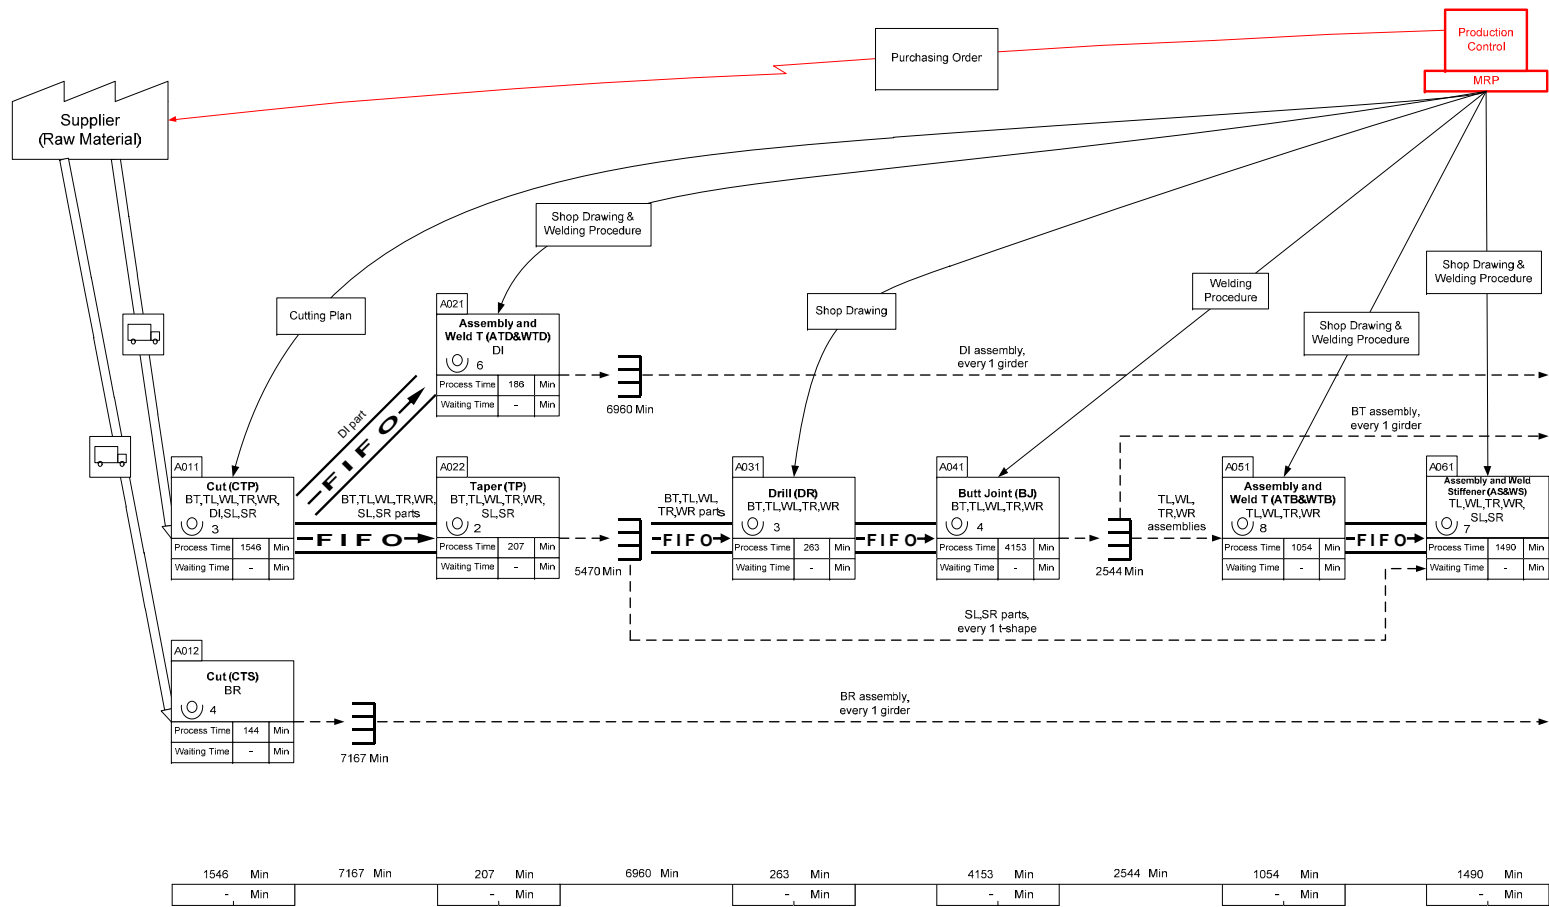 Production
Control
MRP
Purchasing Order
Supplier
(Raw Material)
Shop Drawing &
Welding Procedure
Cutting Plan
Shop Drawing
Welding
Procedure
Shop Drawing &
Welding Procedure
Shop Drawing &
Welding Procedure
A021
Assembly and
Weld T (ATD&WTD)
DI
6
Process Time 186 Min
Waiting Time - Min
6960 Min
DI assembly,
every 1 girder
BT assembly,
every 1 girder
DI part
FIFO
A011
Cut (CTP)
BT,TL,WL,TR,WR,
DI,SL,SR
3
Process Time 1546 Min
Waiting Time - Min
BT,TL,WL,TR,WR,
SL,SR parts
FIFO
A022
Taper (TP)
BT,TL,WL,TR,WR,
SL,SR
2
Process Time 207 Min
Waiting Time - Min
5470 Min
BT,TL,WL,
TR,WR parts
FIFO
A031
Drill (DR)
BT,TL,WL,TR,WR
3
Process Time 263 Min
Waiting Time - Min
FIFO
A041
Butt Joint (BJ)
BT,TL,WL,TR,WR
4
Process Time 4153 Min
Waiting Time - Min
2544 Min
TL,WL,
TR,WR
assemblies
A051
Assembly and
Weld T (ATB&WTB)
TL,WL,TR,WR
8
Process Time 1054 Min
Waiting Time - Min
FIFO
A061
Assembly and Weld
Stiffener (AS&WS)
TL,WL,TR,WR,
SL,SR
7
Process Time 1490 Min
Waiting Time - Min
SL,SR parts,
every 1 t-shape
A012
Cut (CTS)
BR
4
Process Time 144 Min
Waiting Time - Min
7167 Min
BR assembly,
every 1 girder
1546 Min 7167 Min 207 Min 6960 Min 263 Min 4153 Min 2544 Min 1054 Min 1490 Min
- Min - Min - Min - Min - Min - Min